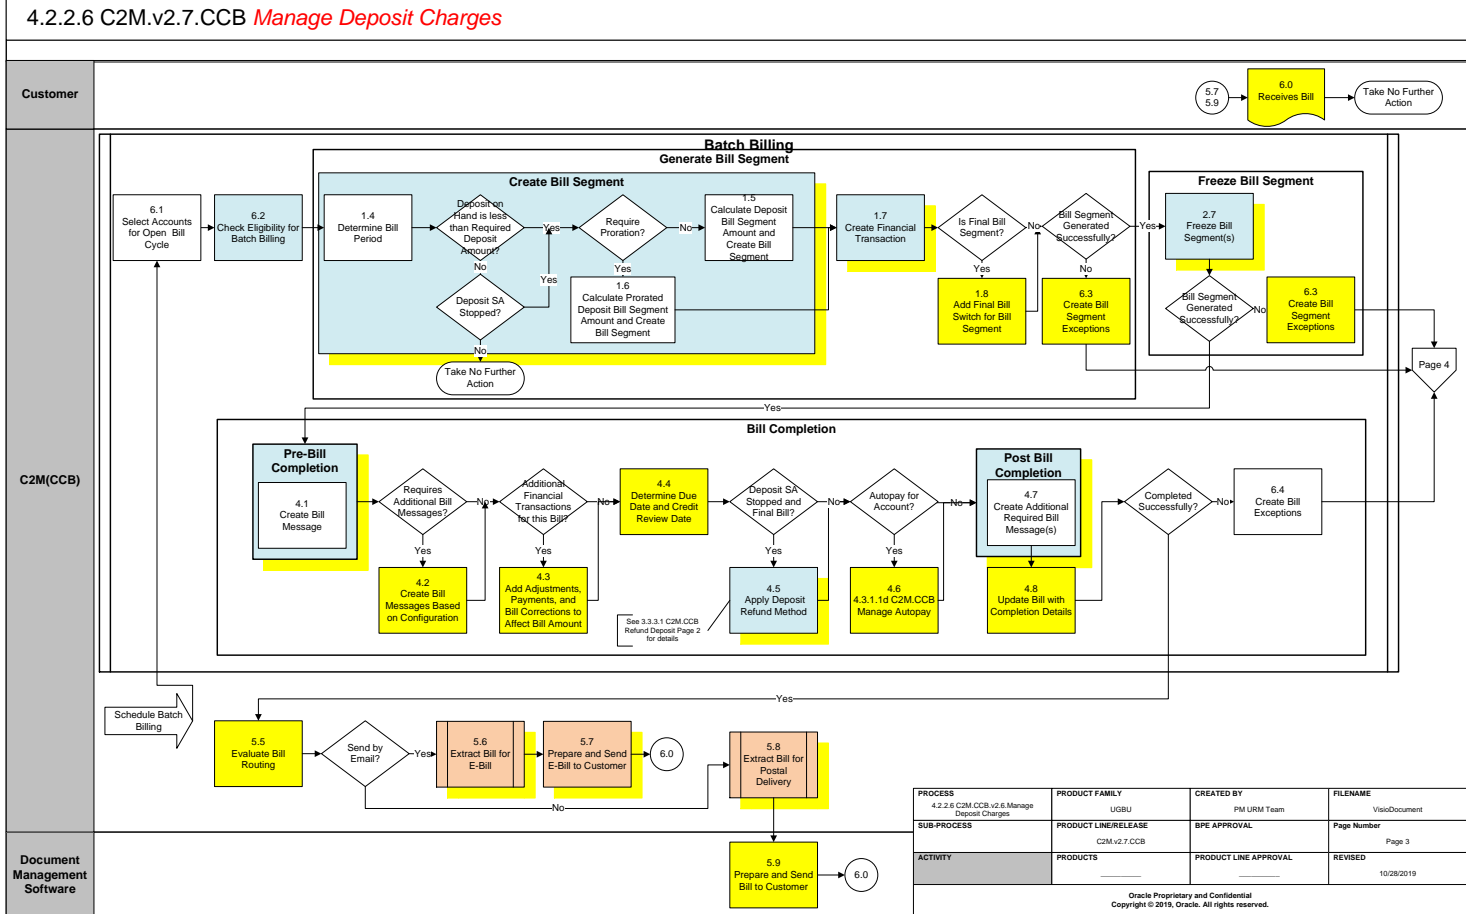 4.2.2.6 C2M.v2.7.CCB Manage Deposit Charges
Customer
5.7
5.9
6.0
Receives Bill
Take No Further
Action
C2M(CCB)
Batch Billing
Generate Bill Segment
Create Bill Segment
6.1
Select Accounts
for Open Bill
Cycle
6.2
Check Eligibility for
Batch Billing
1.4
Determine Bill
Period
Deposit on
Hand is less
than Required
Deposit
Amount?
Yes
No
Deposit SA
Stopped?
Yes
No
Take No Further
Action
Require
Proration?
No
Yes
1.5
Calculate Deposit
Bill Segment
Amount and
Create Bill
Segment
1.6
Calculate Prorated
Deposit Bill Segment
Amount and Create
Bill Segment
1.7
Create Financial
Transaction
Is Final Bill
Segment?
No
Yes
1.8
Add Final Bill
Switch for Bill
Segment
Bill Segment
Generated
Successfully?
Yes
No
6.3
Create Bill
Segment
Exceptions
Freeze Bill Segment
2.7
Freeze Bill
Segment(s)
Bill Segment
Generated
Successfully?
No
6.3
Create Bill
Segment
Exceptions
Page 4
Yes
Bill Completion
Pre-Bill
Completion
4.1
Create Bill
Message
Requires
Additional Bill
Messages?
No
Yes
4.2
Create Bill
Messages Based
on Configuration
Additional
Financial
Transactions
for this Bill?
No
Yes
4.3
Add Adjustments,
Payments, and
Bill Corrections to
Affect Bill Amount
4.4
Determine Due
Date and Credit
Review Date
Deposit SA
Stopped and
Final Bill?
No
Yes
4.5
Apply Deposit
Refund Method
See 3.3.3.1 C2M.CCB
Refund Deposit Page 2
for details
Autopay for
Account?
No
Yes
4.6
4.3.1.1d C2M.CCB
Manage Autopay
Post Bill
Completion
4.7
Create Additional
Required Bill
Message(s)
4.8
Update Bill with
Completion Details
Completed
Successfully?
No
6.4
Create Bill
Exceptions
Yes
Schedule Batch
Billing
5.5
Evaluate Bill
Routing
Send by
Email?
Yes
No
5.6
Extract Bill for
E-Bill
5.7
Prepare and Send
E-Bill to Customer
6.0
5.8
Extract Bill for
Postal
Delivery
Document
Management
Software
5.9
Prepare and Send
Bill to Customer
6.0
PROCESS
4.2.2.6 C2M.CCB.v2.6.Manage
Deposit Charges
PRODUCT FAMILY
UGBU
CREATED BY
PM URM Team
FILENAME
VisioDocument
SUB-PROCESS
PRODUCT LINE/RELEASE
C2M.v2.7.CCB
BPE APPROVAL
Page Number
Page 3
ACTIVITY
PRODUCTS
PRODUCT LINE APPROVAL
REVISED
10/28/2019
Oracle Proprietary and Confidential
Copyright © 2019, Oracle. All rights reserved.